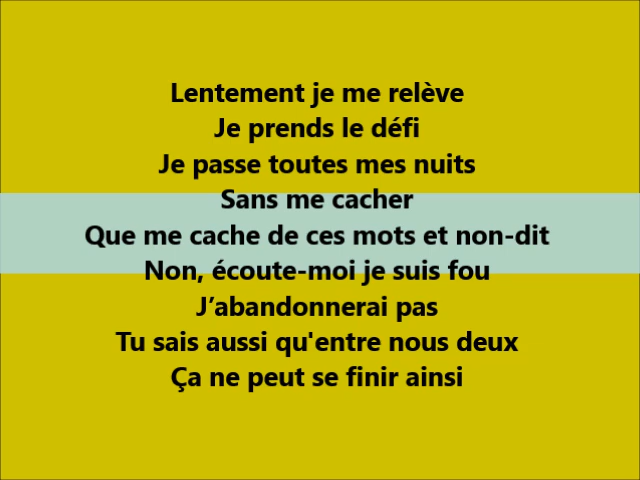 Lentement je me relève
Je prends le défi
Je passe toutes mes nuits
Sans me cacher
Que me cache de ces mots et non-dit
Non, écoute-moi je suis fou
J’abandonnerai pas
Tu sais aussi qu'entre nous deux
Ça ne peut se finir ainsi